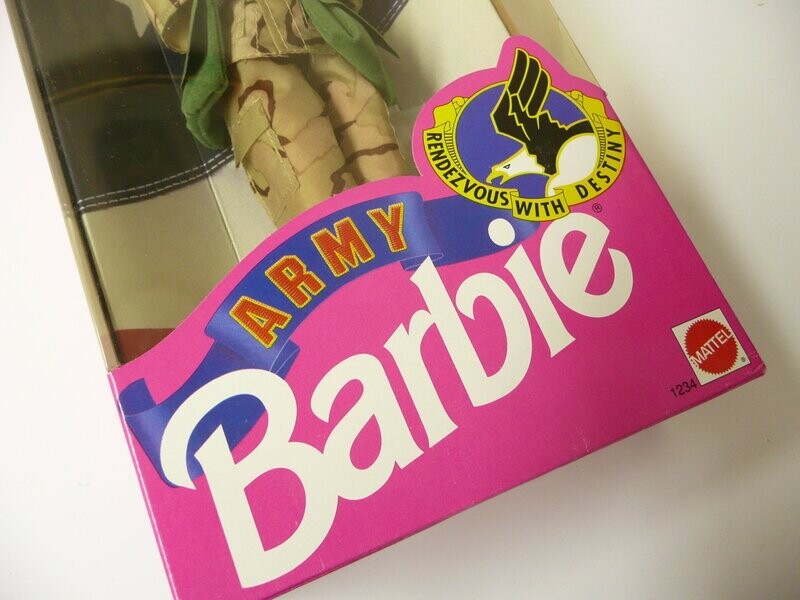 RENDEZVOUS WITH DESTINY
ARMY
Barbie®
MATTEL®
1234